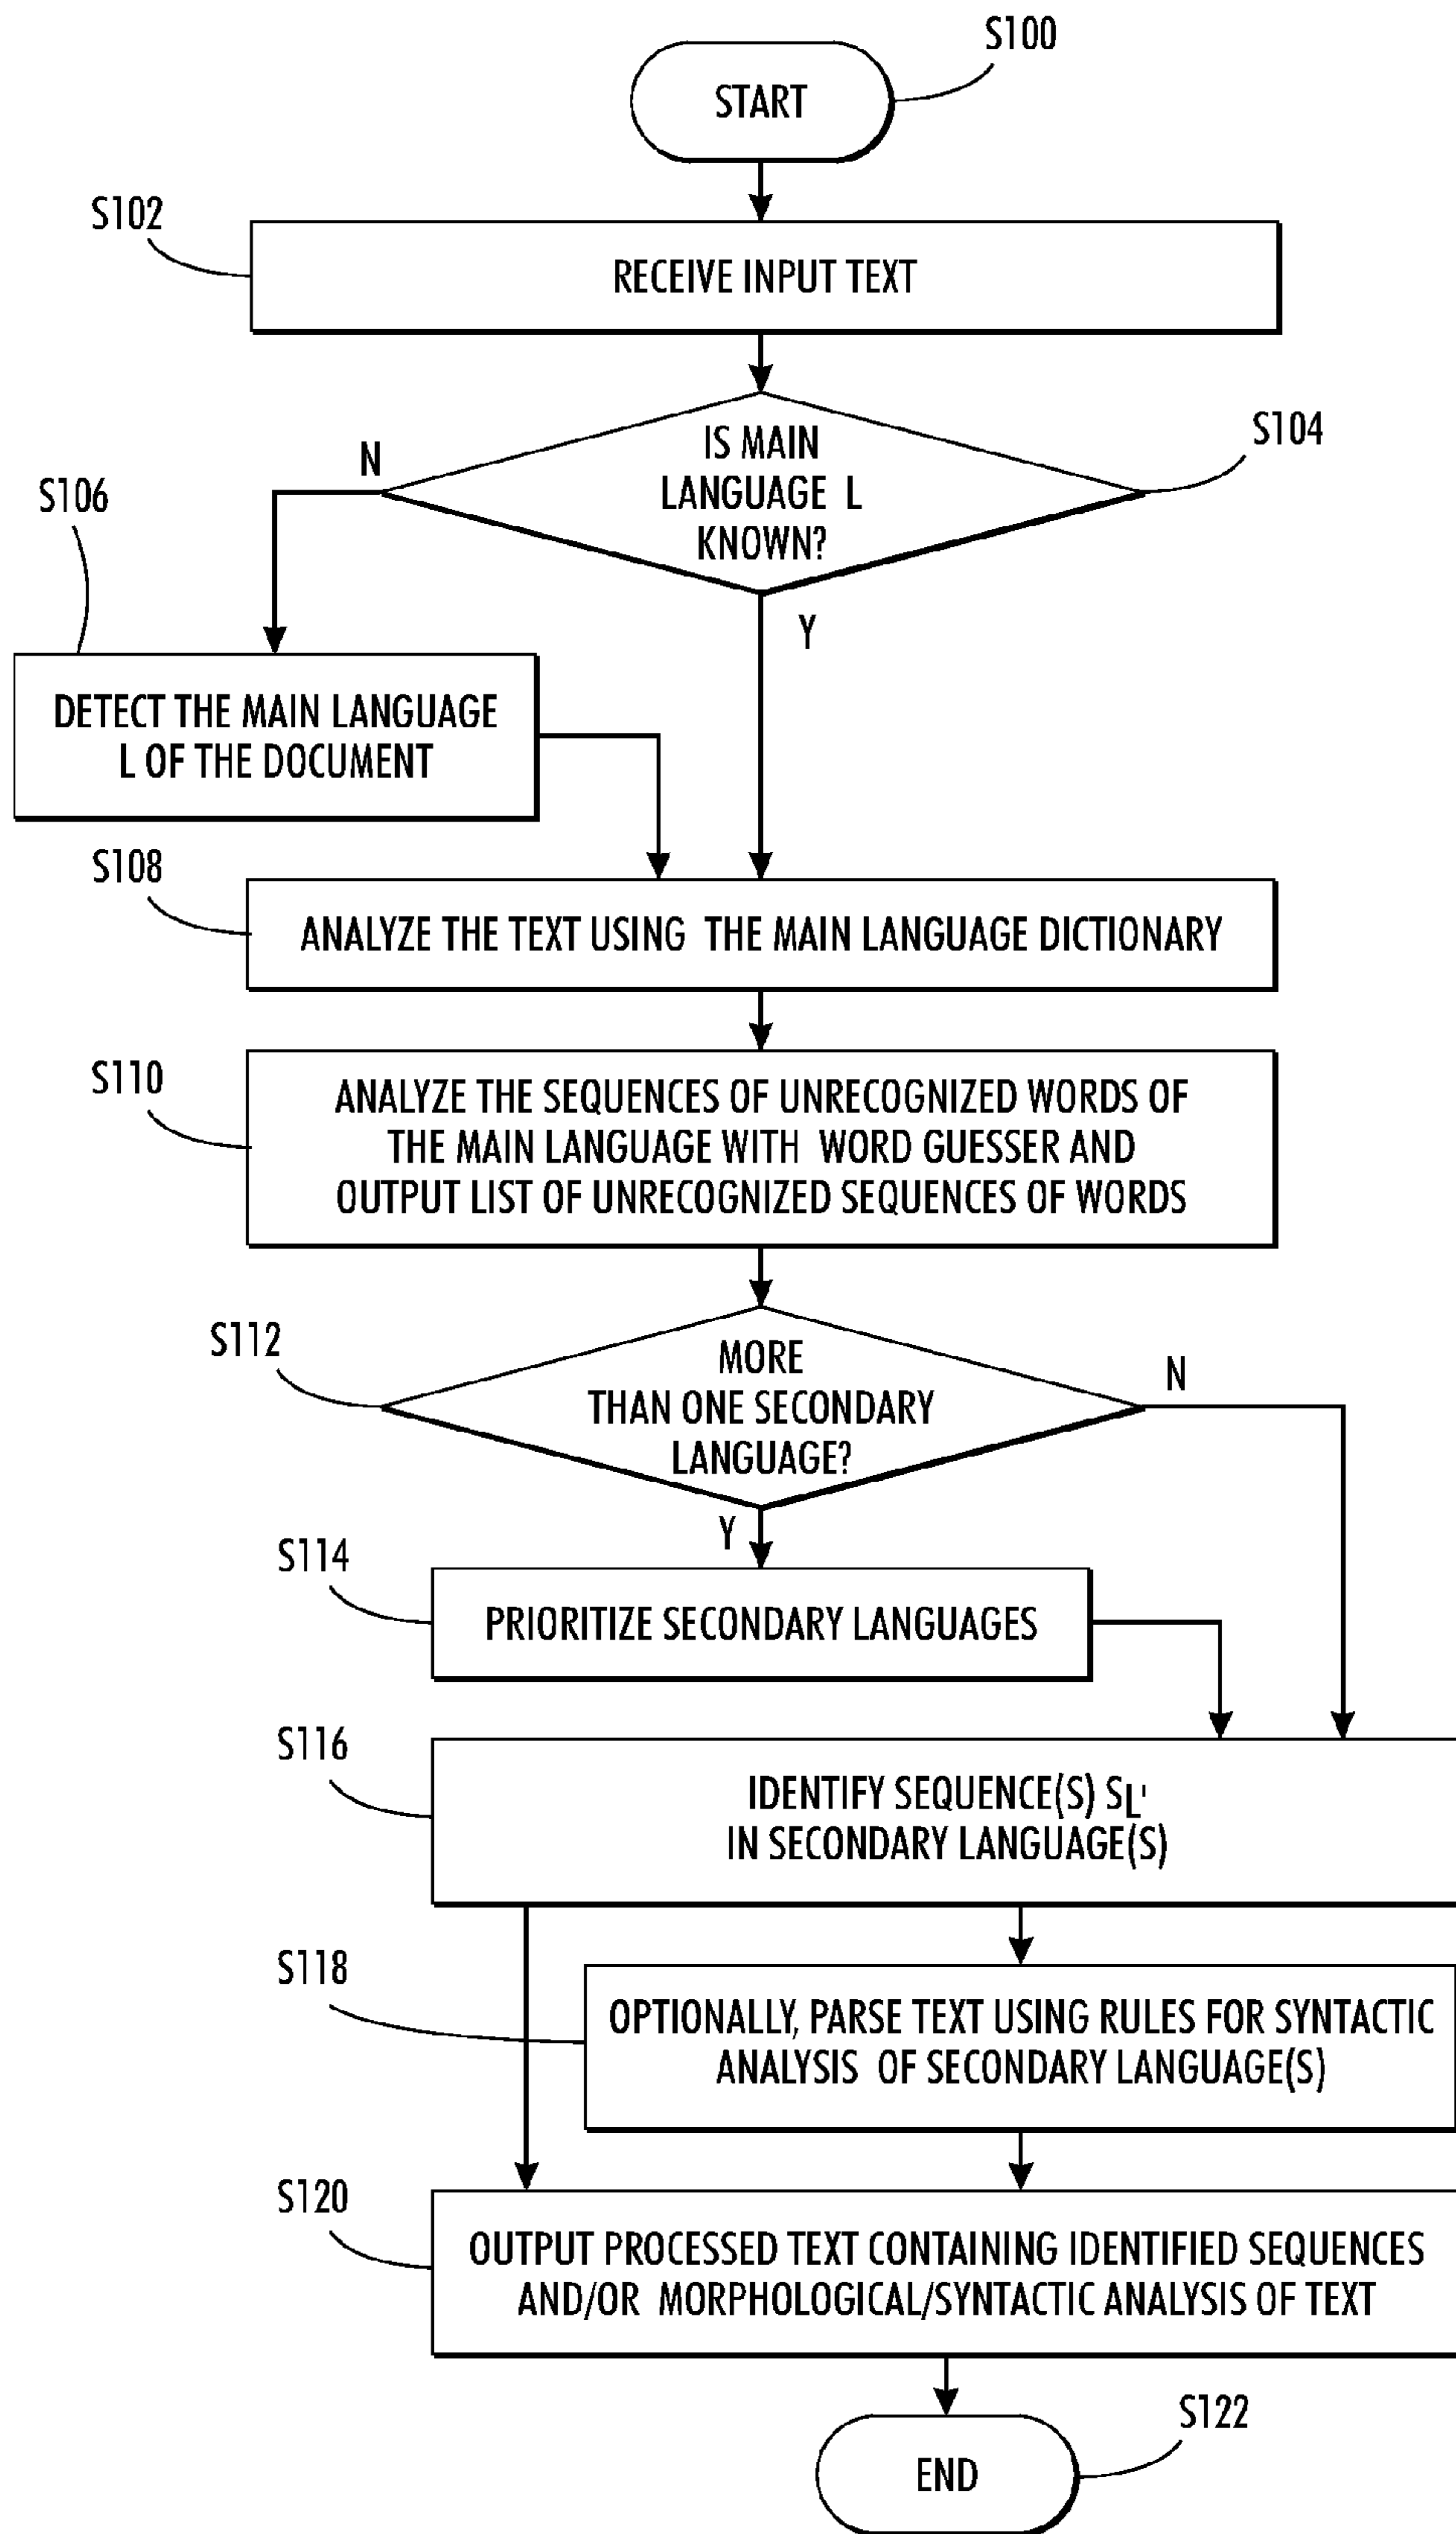 S100
START
S102
RECEIVE INPUT TEXT
S104
N
IS MAIN
LANGUAGE L
KNOWN?
S106
Y
DETECT THE MAIN LANGUAGE
L OF THE DOCUMENT
S108
ANALYZE THE TEXT USING THE MAIN LANGUAGE DICTIONARY
S110
ANALYZE THE SEQUENCES OF UNRECOGNIZED WORDS OF
THE MAIN LANGUAGE WITH WORD GUESSER AND
OUTPUT LIST OF UNRECOGNIZED SEQUENCES OF WORDS
S112
MORE
THAN ONE SECONDARY
LANGUAGE?
N
Y
S114
PRIORITIZE SECONDARY LANGUAGES
S116
IDENTIFY SEQUENCE(S) SL'
IN SECONDARY LANGUAGE(S)
S118
OPTIONALLY, PARSE TEXT USING RULES FOR SYNTACTIC
ANALYSIS OF SECONDARY LANGUAGE(S)
S120
OUTPUT PROCESSED TEXT CONTAINING IDENTIFIED SEQUENCES
AND/OR MORPHOLOGICAL/SYNTACTIC ANALYSIS OF TEXT
S122
END